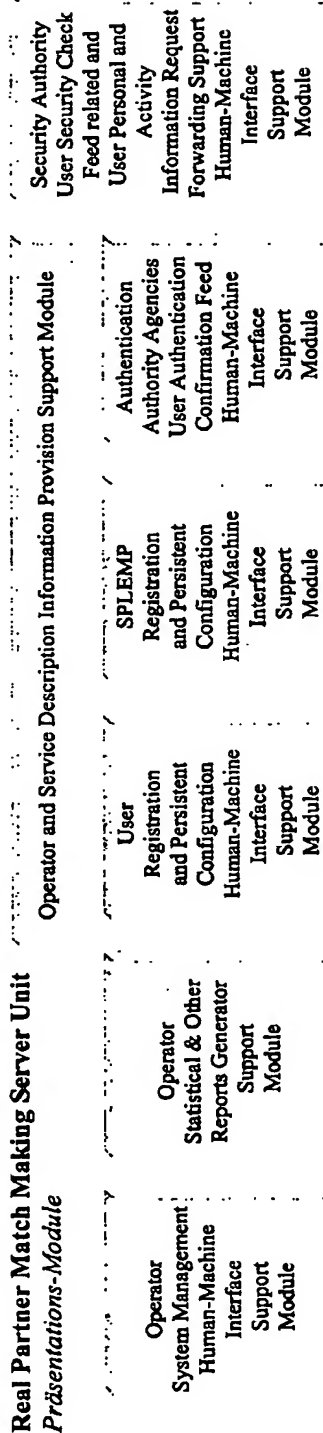 Real Partner Match Making Server Unit
Präsentations-Module
Operator and Service Description Information Provision Support Module
Operator
System Management
Human-Machine
Interface
Support
Module
Operator
Statistical & Other
Reports Generator
Support
Module
User
Registration
and Persistent
Configuration
Human-Machine
Interface
Support
Module
SPLEMP
Registration
and Persistent
Configuration
Human-Machine
Interface
Support
Module
Authentication
Authority Agencies
User Authentication
Confirmation Feed
Human-Machine
Interface
Support
Module
Security Authority
User Security Check
Feed related and
User Personal and
Activity
Information Request
Forwarding Support
Human-Machine
Interface
Support
Module